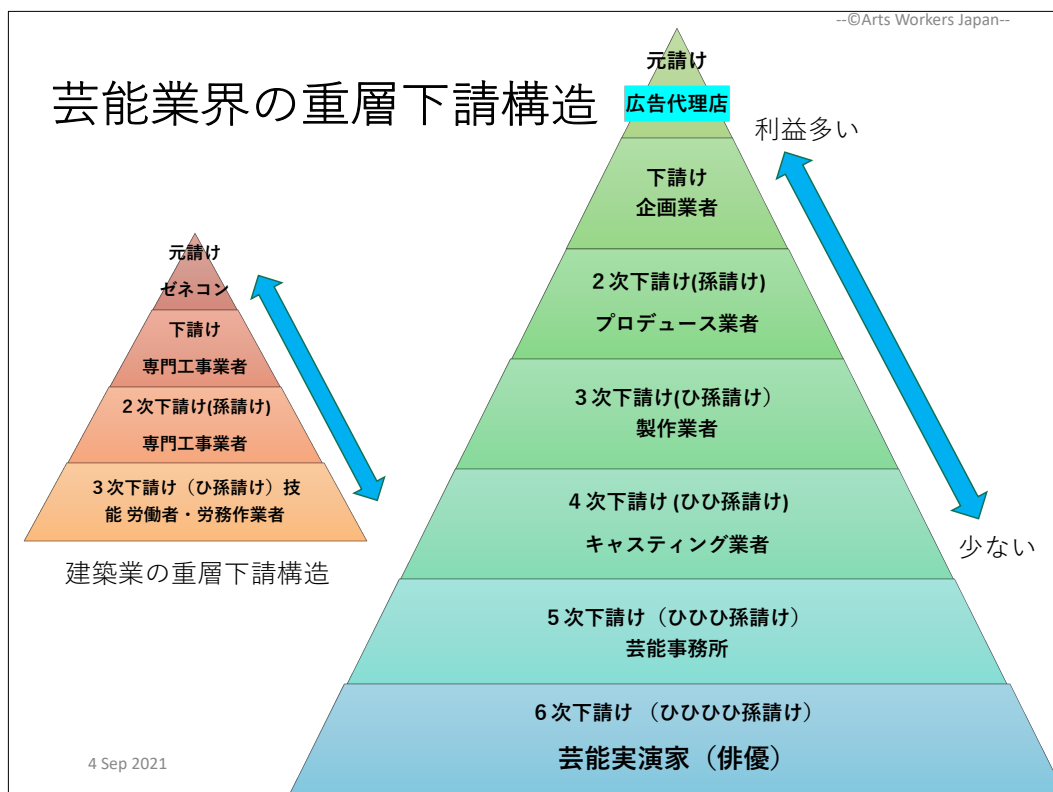 --©Arts Workers Japan--
芸能業界の重層下請構造
元請け
広告代理店
利益多い
下請け
企画業者
2次下請け(孫請け)
プロデュース業者
3次下請け(ひ孫請け）
製作業者
4次下請け (ひひ孫請け)
キャスティング業者
少ない
5次下請け（ひひひ孫請け）
芸能事務所
6次下請け （ひひひひ孫請け）
芸能実演家（俳優）
元請け
ゼネコン
下請け
専門工事業者
2次下請け(孫請け)
専門工事業者
3次下請け（ひ孫請け）技
能 労働者・労務作業者
建築業の重層下請構造
4 Sep 2021